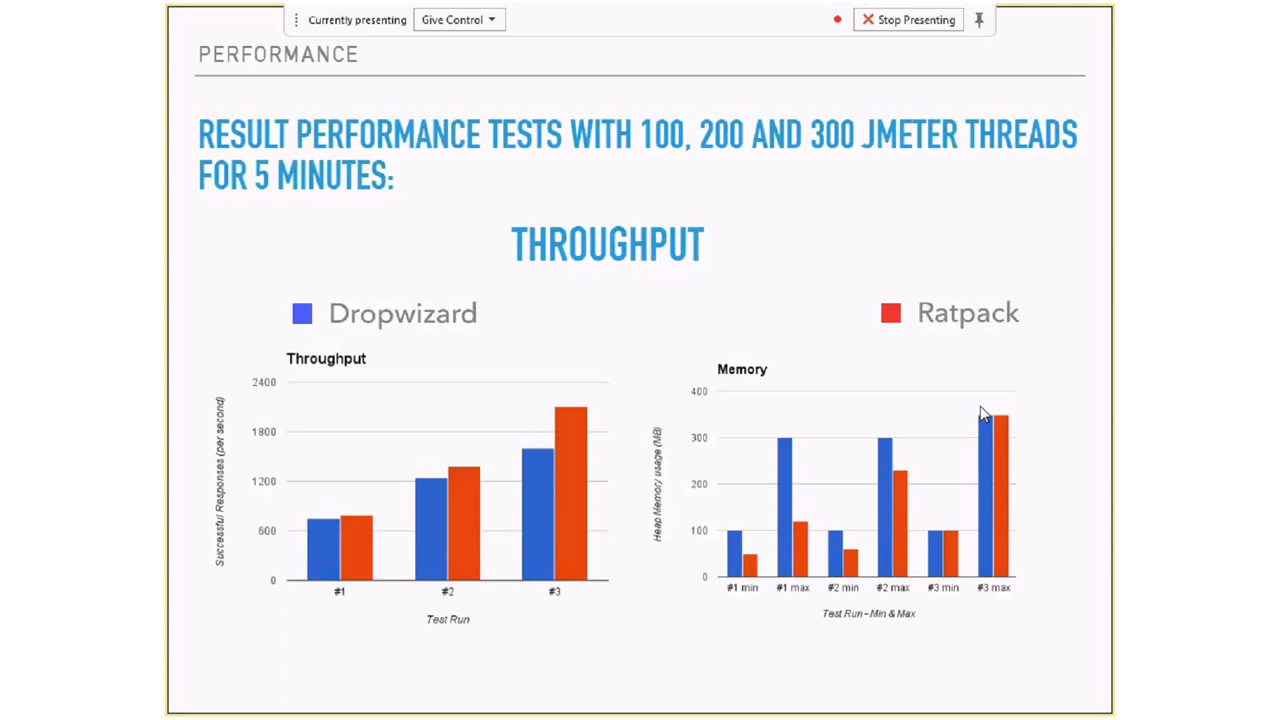 Currently presenting
Give Control
Stop Presenting
PERFORMANCE
RESULT PERFORMANCE TESTS WITH 100, 200 AND 300 JMETER THREADS
FOR 5 MINUTES:
THROUGHPUT
Dropwizard
Ratpack
Throughput
2400
1800
1200
600
0
Successful Responses (per second)
#1
#2
#3
Test Run
Memory
400
300
200
100
0
Heap Memory usage (MB)
#1 min
#1 max
#2 min
#2 max
#3 min
#3 max
Test Run - Min & Max